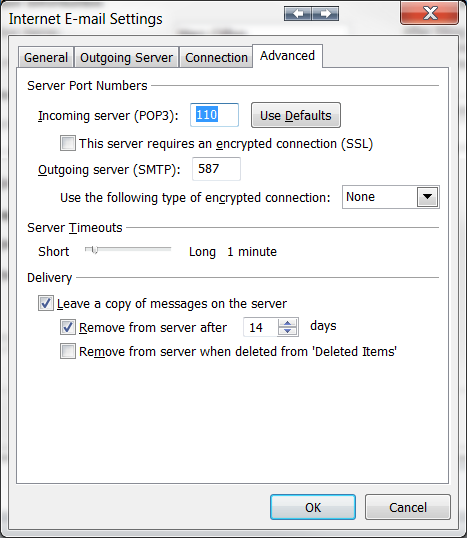 Internet E-mail Settings
General Outgoing Server Connection Advanced
Server Port Numbers
Incoming server (POP3): 110 Use Defaults
This server requires an encrypted connection (SSL)
Outgoing server (SMTP): 587
Use the following type of encrypted connection: None
Server Timeouts
Short Long 1 minute
Delivery
Leave a copy of messages on the server
Remove from server after 14 days
Remove from server when deleted from 'Deleted Items'
OK Cancel